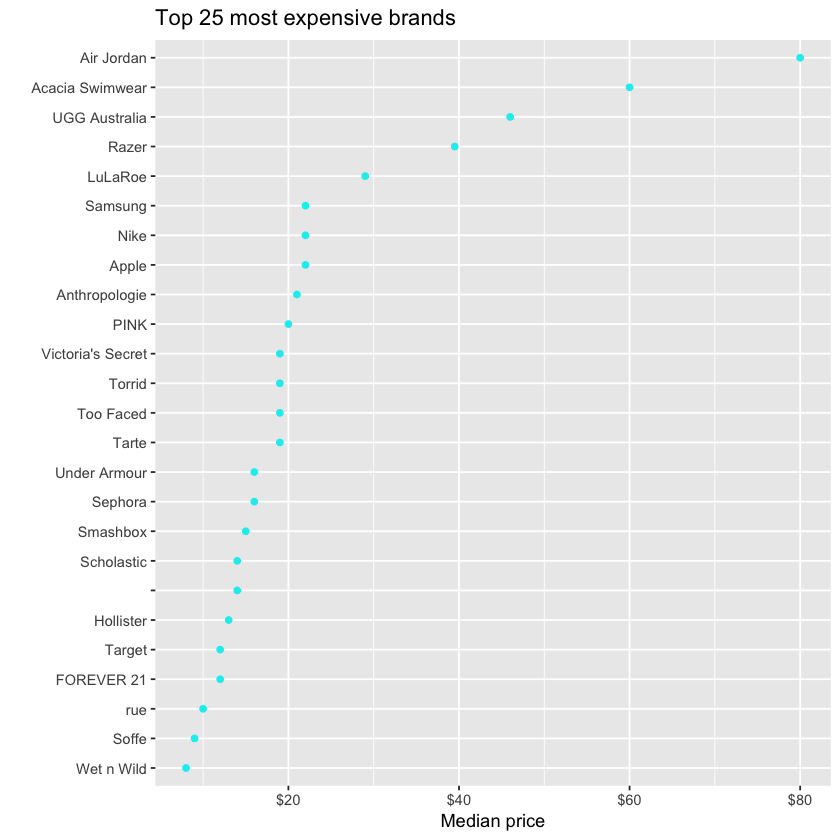 Top 25 most expensive brands
Air Jordan
Acacia Swimwear
UGG Australia
Razer
LuLaRoe
Samsung
Nike
Apple
Anthropologie
PINK
Victoria's Secret
Torrid
Too Faced
Tarte
Under Armour
Sephora
Smashbox
Scholastic
Hollister
Target
FOREVER 21
rue
Soffe
Wet n Wild
$20 $40 $60 $80
Median price